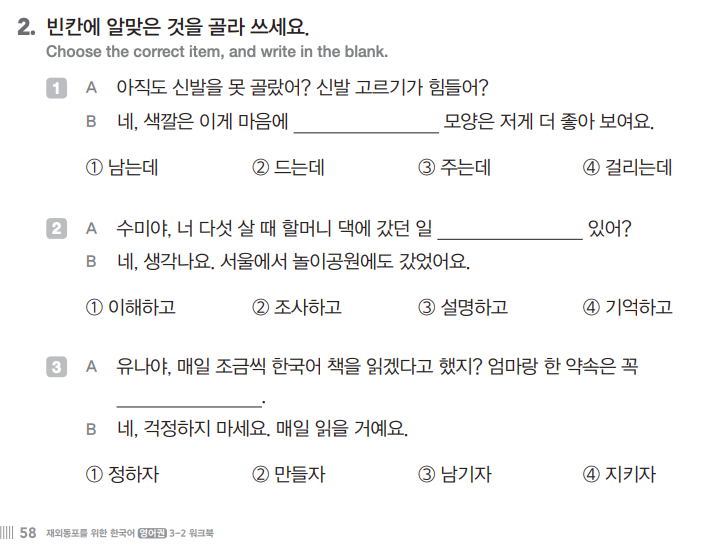 2. 빈칸에 알맞은 것을 골라 쓰세요.
Choose the correct item, and write in the blank.
1 A 아직도 신발을 못 골랐어? 신발 고르기가 힘들어?
B 네, 색깔은 이게 마음에 ______________ 모양은 저게 더 좋아 보여요.
① 남는데 ② 드는데 ③ 주는데 ④ 걸리는데
2 A 수미야, 너 다섯 살 때 할머니 댁에 갔던 일 ______________ 있어?
B 네, 생각나요. 서울에서 놀이공원에도 갔었어요.
① 이해하고 ② 조사하고 ③ 설명하고 ④ 기억하고
3 A 유나야, 매일 조금씩 한국어 책을 읽겠다고 했지? 엄마랑 한 약속은 꼭
______________.
B 네, 걱정하지 마세요. 매일 읽을 거예요.
① 정하자 ② 만들자 ③ 남기자 ④ 지키자
58 재외동포를 위한 한국어 영어권 3-2 워크북